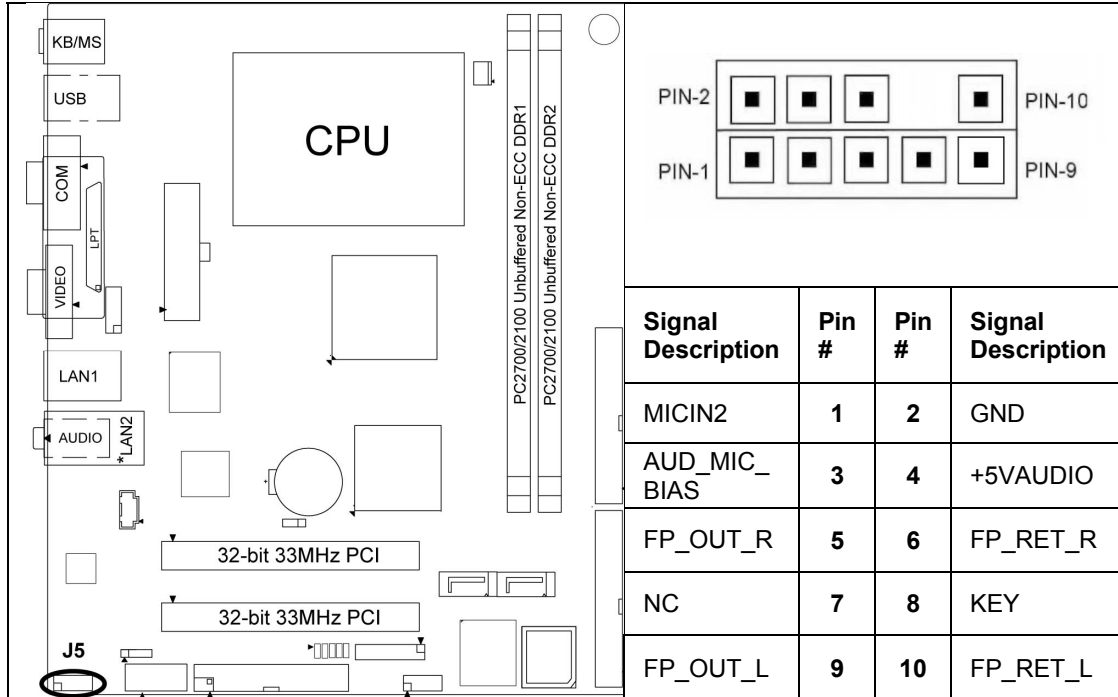 KB/MS
USB
COM
LPT
VIDEO
LAN1
AUDIO
*LAN2
CPU
PC2700/2100 Unbuffered Non-ECC DDR1
PC2700/2100 Unbuffered Non-ECC DDR2
32-bit 33MHz PCI
32-bit 33MHz PCI
J5
PIN-2
PIN-10
PIN-1
PIN-9
Signal Description Pin # Pin # Signal Description
MICIN2 1 2 GND
AUD_MIC_BIAS 3 4 +5VAUDIO
FP_OUT_R 5 6 FP_RET_R
NC 7 8 KEY
FP_OUT_L 9 10 FP_RET_L